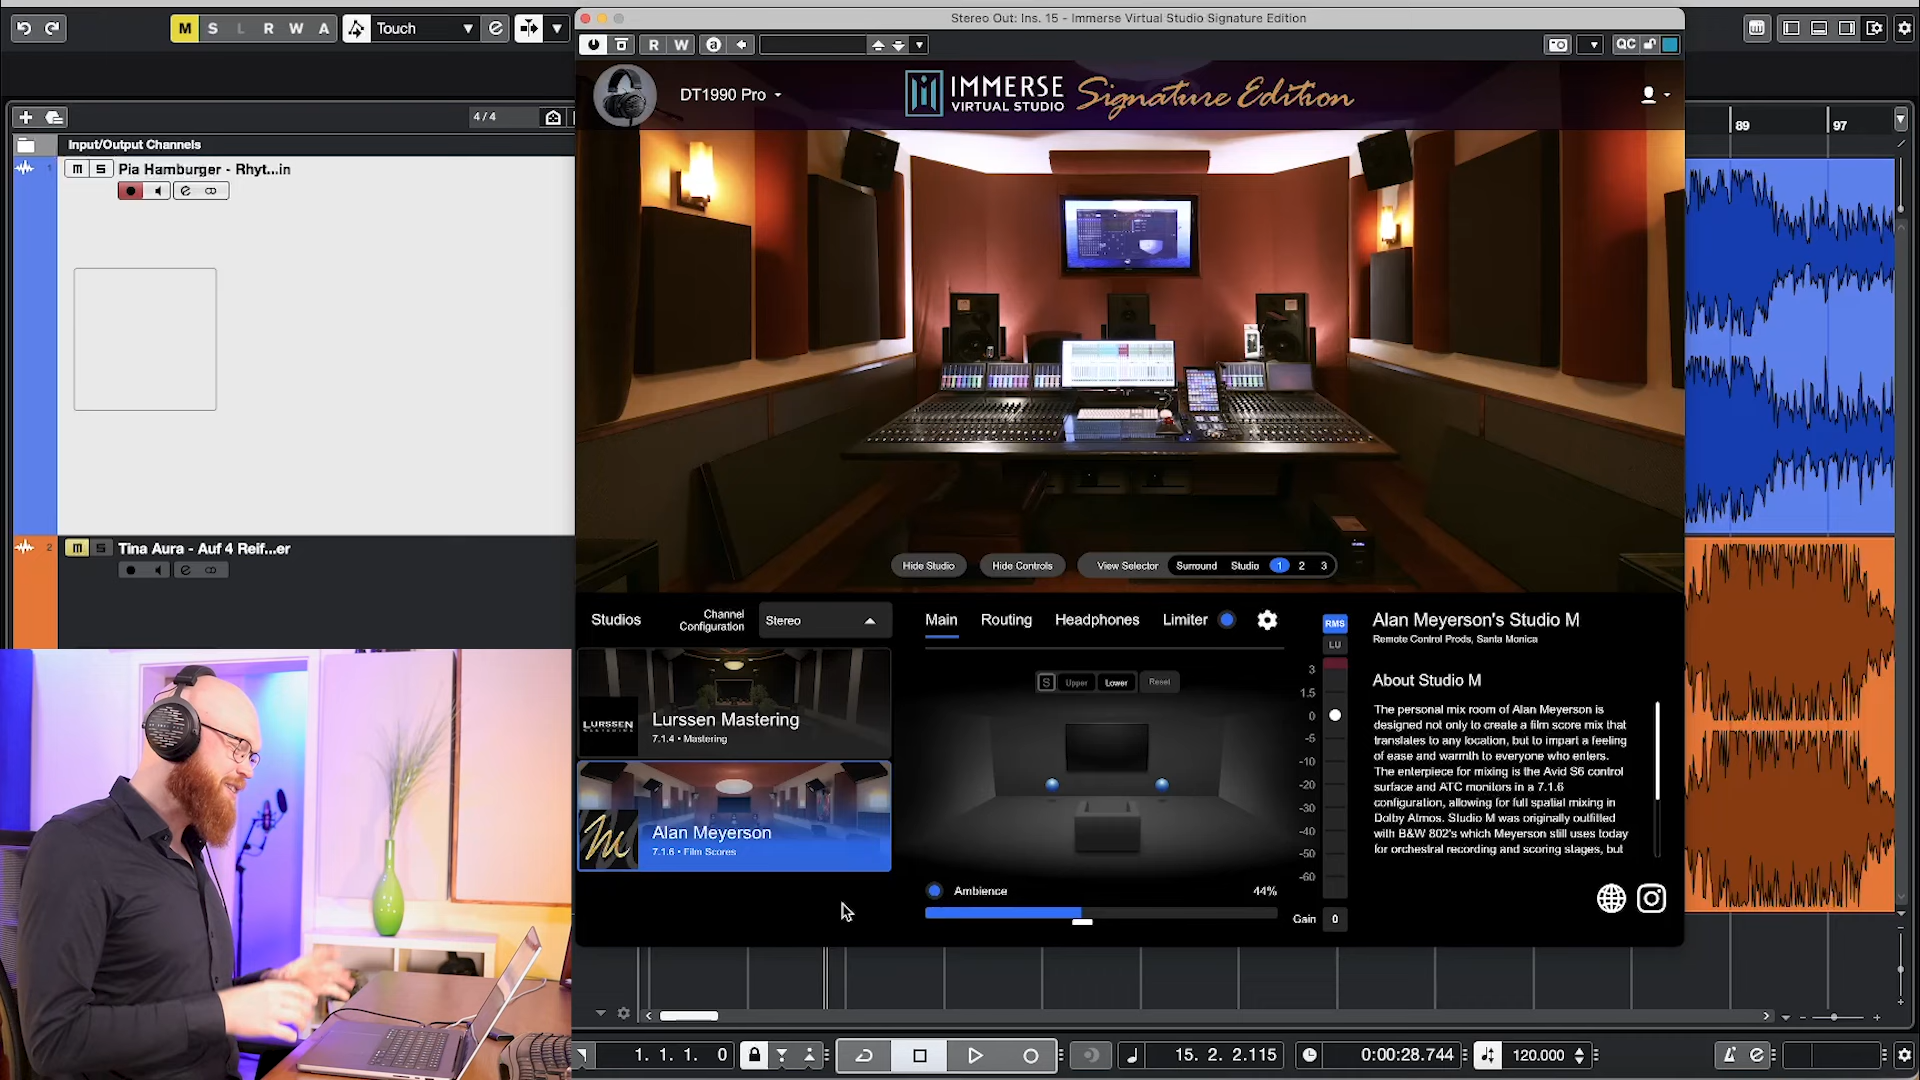 Stereo Out: Ins. 15 - Immerse Virtual Studio Signature Edition
M S L R W A Touch
R W
QC
DT1990 Pro
IMMERSE
VIRTUAL STUDIO
Signature Edition
4/4
89
97
Input/Output Channels
1
m S Pia Hamburger - Rhyt...in
2
m S Tina Aura - Auf 4 Reif...er
Hide Studio
Hide Controls
View Selector Surround Studio 1 2 3
Studios
Channel
Configuration
Stereo
Main Routing Headphones Limiter
RMS
LU
3
1.5
0
-5
-10
-20
-30
-40
-50
-60
Gain 0
LURSSEN
Lurssen Mastering
7.1.4 • Mastering
Alan Meyerson
7.1.6 • Film Scores
S Upper Lower Reset
Ambience 44%
Alan Meyerson's Studio M
Remote Control Prods, Santa Monica
About Studio M
The personal mix room of Alan Meyerson is
designed not only to create a film score mix that
translates to any location, but to impart a feeling
of ease and warmth to everyone who enters.
The enterpiece for mixing is the Avid S6 control
surface and ATC monitors in a 7.1.6
configuration, allowing for full spatial mixing in
Dolby Atmos. Studio M was originally outfitted
with B&W 802's which Meyerson still uses today
for orchestral recording and scoring stages, but
1. 1. 1. 0
15. 2. 2.115
0:00:28.744
120.000